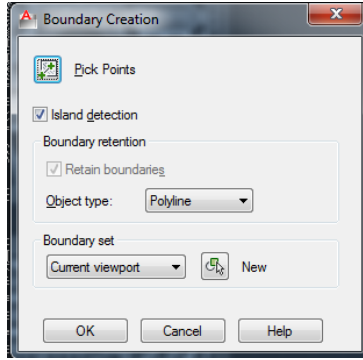 Boundary Creation
Pick Points
Island detection
Boundary retention
Retain boundaries
Object type: Polyline
Boundary set
Current viewport New
OK Cancel Help